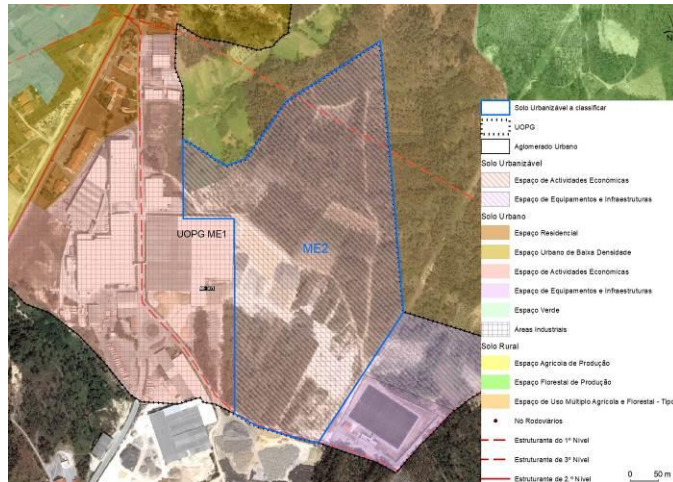 N
UOPG ME1
ME2
Solo Urbanizável a classificar
UOPG
Aglomerado Urbano
Solo Urbanizável
Espaço de Actividades Económicas
Espaço de Equipamentos e Infraestruturas
Solo Urbano
Espaço Residencial
Espaço Urbano de Baixa Densidade
Espaço de Actividades Económicas
Espaço de Equipamentos e Infraestruturas
Espaço Verde
Áreas Industriais
Solo Rural
Espaço Agrícola de Produção
Espaço Florestal de Produção
Espaço de Uso Múltiplo Agrícola e Florestal - Tipo
Nó Rodoviários
Estruturante do 1º Nível
Estruturante de 3º Nível
Estruturante de 2.º Nível
0 50 m